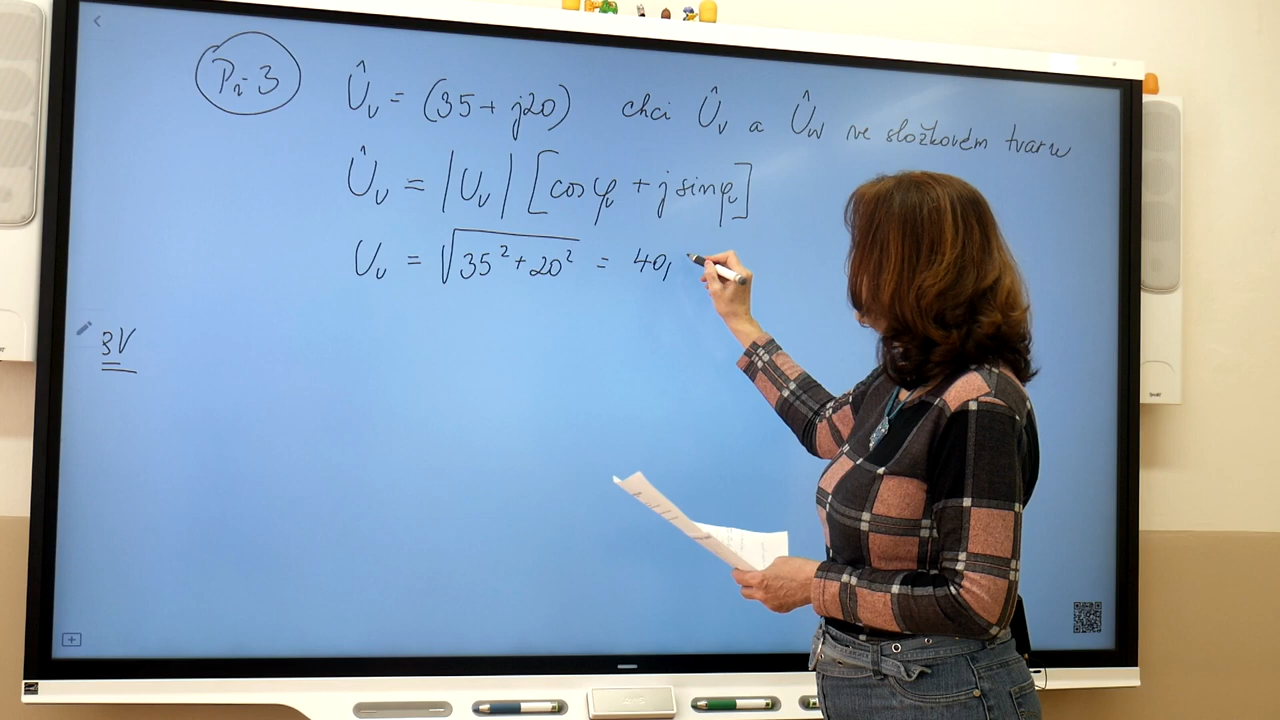 Př 3
Û_v = (35 + j20) chci Û_v a Û_w ve složkovém tvaru
Û_v = |U_v| [cos φ_v + j sin φ_v]
U_v = √(35² + 20²) = 40,
3V